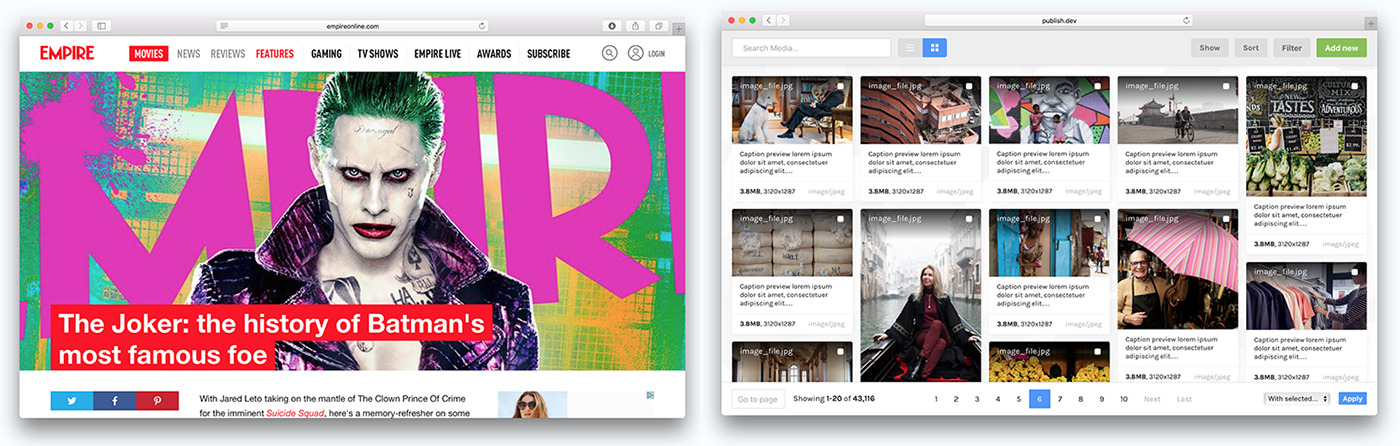 empireonline.com
EMPIRE
MOVIES NEWS REVIEWS FEATURES GAMING TV SHOWS EMPIRE LIVE AWARDS SUBSCRIBE LOGIN
Damaged
HA
The Joker: the history of Batman's
most famous foe
With Jared Leto taking on the mantle of The Clown Prince Of Crime
for the imminent Suicide Squad, here's a memory-refresher on some
publish.dev
Search Media...
Show Sort Filter Add new
image_file.jpg
Caption preview lorem ipsum
dolor sit amet, consectetuer
adipiscing elit....
3.8MB, 3120x1287 image/jpeg
image_file.jpg
Caption preview lorem ipsum
dolor sit amet, consectetuer
adipiscing elit....
3.8MB, 3120x1287 image/jpeg
image_file.jpg
Caption preview lorem ipsum
dolor sit amet, consectetuer
adipiscing elit....
3.8MB, 3120x1287 image/jpeg
image_file.jpg
Caption preview lorem ipsum
dolor sit amet, consectetuer
adipiscing elit....
3.8MB, 3120x1287 image/jpeg
image_file.jpg
NEW
TASTES
CULTURE
MIX
ADVENTUROUS
Caption preview lorem ipsum
dolor sit amet, consectetuer
adipiscing elit....
3.8MB, 3120x1287 image/jpeg
image_file.jpg
Caption preview lorem ipsum
dolor sit amet, consectetuer
adipiscing elit....
3.8MB, 3120x1287 image/jpeg
image_file.jpg
image_file.jpg
Caption preview lorem ipsum
dolor sit amet, consectetuer
adipiscing elit....
3.8MB, 3120x1287 image/jpeg
image_file.jpg
Caption preview lorem ipsum
dolor sit amet, consectetuer
adipiscing elit....
3.8MB, 3120x1287 image/jpeg
image_file.jpg
Caption preview lorem ipsum
dolor sit amet, consectetuer
adipiscing elit....
image_file.jpg
image_file.jpg
Go to page Showing 1-20 of 43,116 1 2 3 4 5 6 7 8 9 10 Next Last With selected... Apply